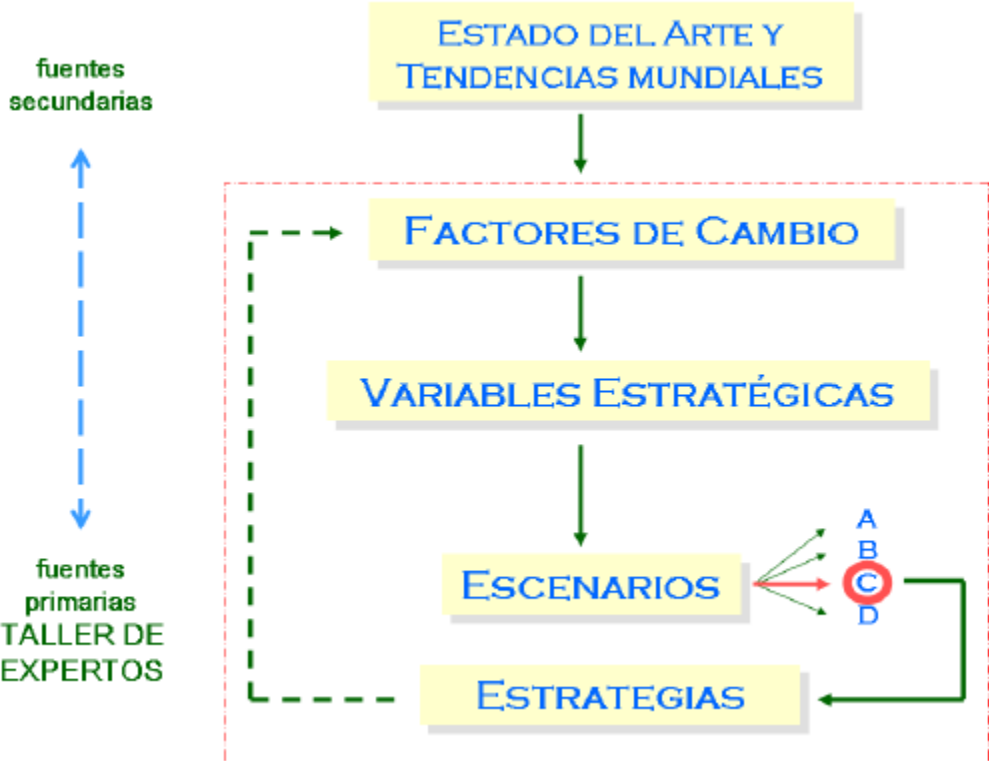 ESTADO DEL ARTE Y
TENDENCIAS MUNDIALES
fuentes
secundarias
FACTORES DE CAMBIO
VARIABLES ESTRATÉGICAS
ESCENARIOS
A
B
C
D
fuentes
primarias
TALLER DE
EXPERTOS
ESTRATEGIAS